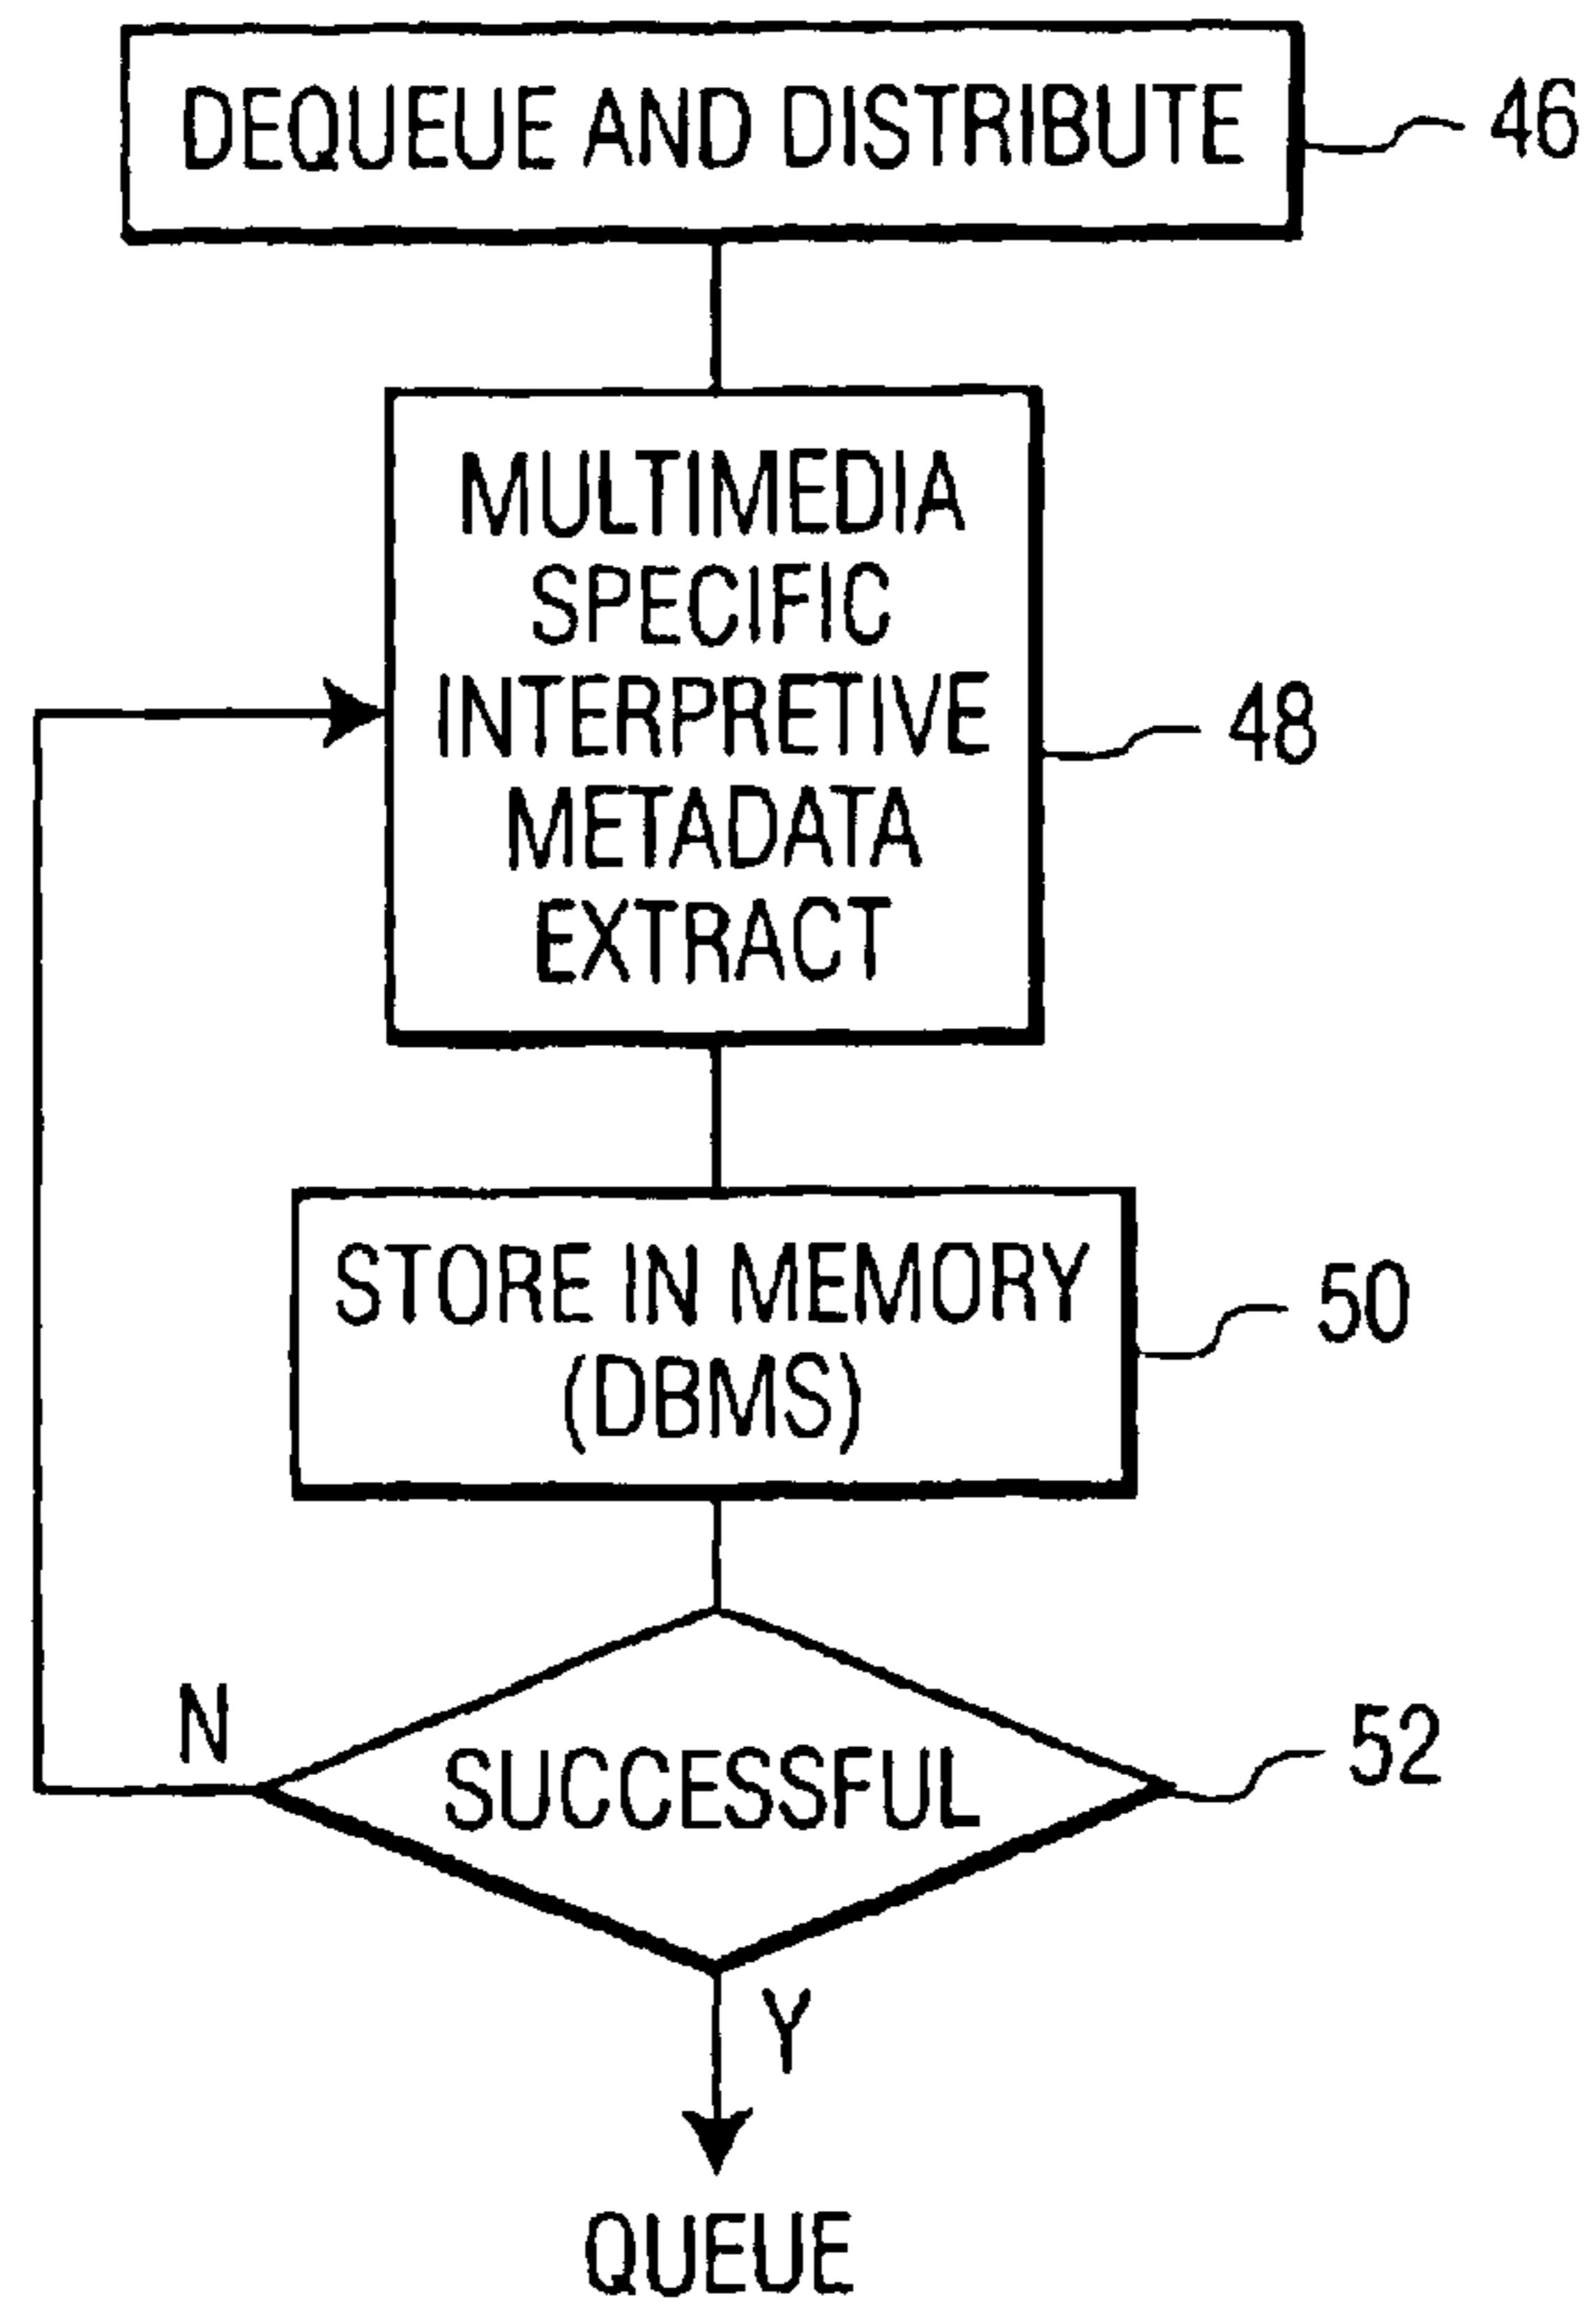 DEQUEUE AND DISTRIBUTE
46
MULTIMEDIA
SPECIFIC
INTERPRETIVE
METADATA
EXTRACT
48
STORE IN MEMORY
(DBMS)
50
N
SUCCESSFUL
52
Y
QUEUE